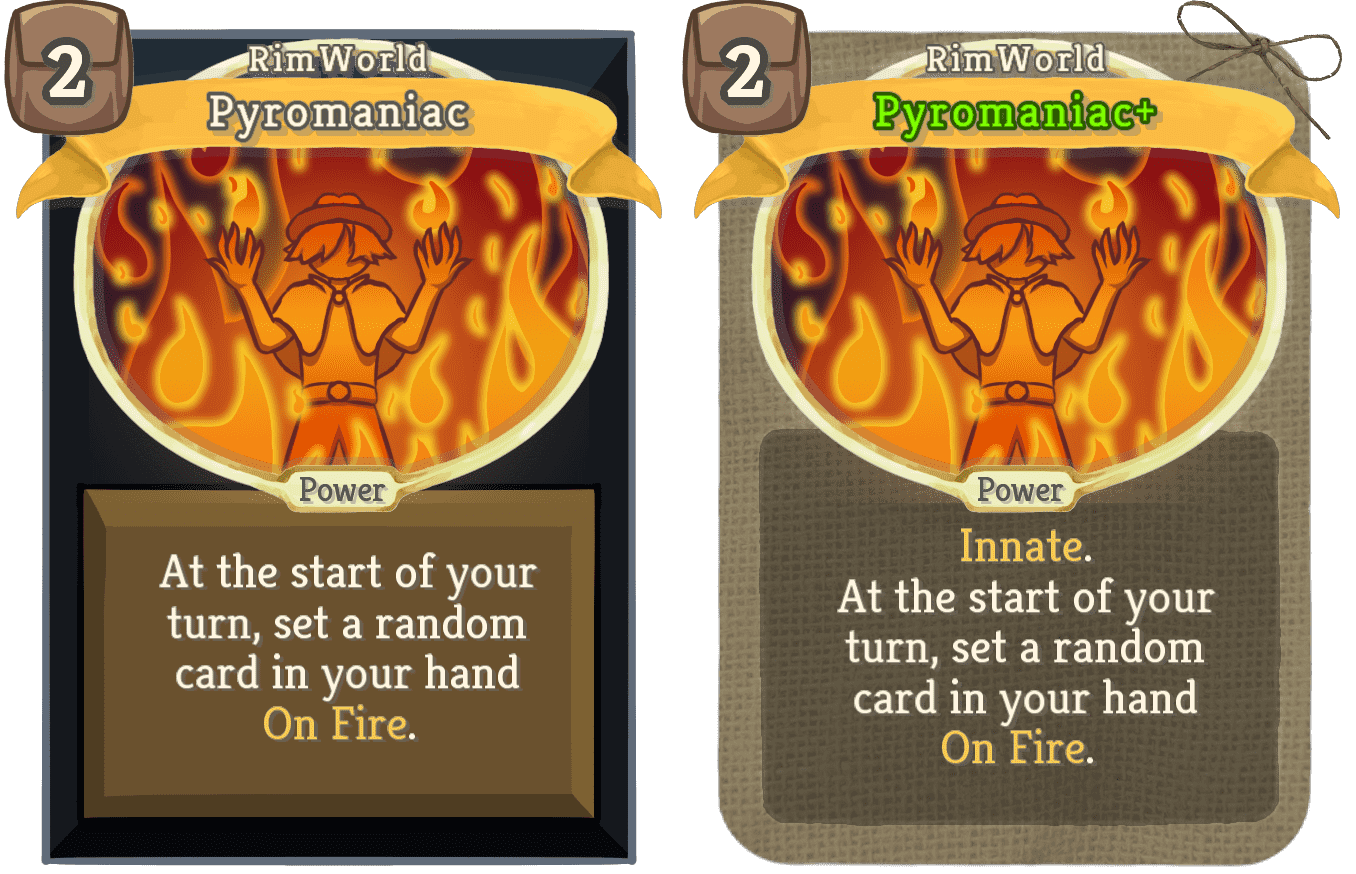 2
RimWorld
Pyromaniac
Power
At the start of your
turn, set a random
card in your hand
On Fire.
2
RimWorld
Pyromaniac+
Power
Innate.
At the start of your
turn, set a random
card in your hand
On Fire.